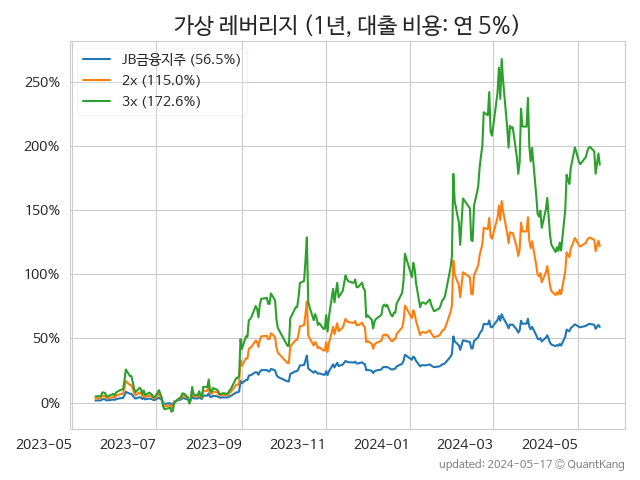 가상 레버리지 (1년, 대출 비용: 연 5%)
JB금융지주 (56.5%)
2x (115.0%)
3x (172.6%)
250%
200%
150%
100%
50%
0%
2023-05 2023-07 2023-09 2023-11 2024-01 2024-03 2024-05
updated: 2024-05-17 © QuantKang